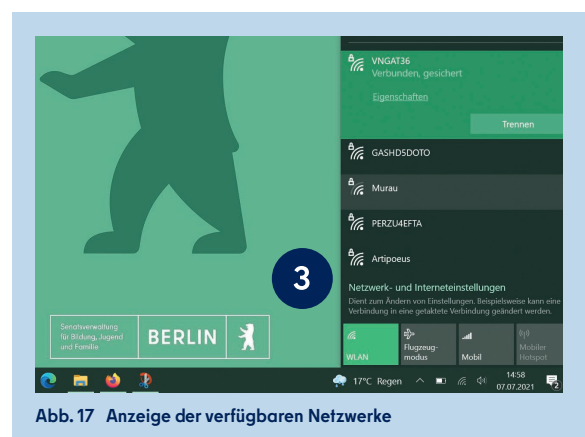 VNGAT36
Verbunden, gesichert
Eigenschaften
Trennen
GASHD5DOTO
Murau
PERZU4EFTA
Artipoeus
3
Netzwerk- und Interneteinstellungen
Dient zum Ändern von Einstellungen. Beispielsweise kann eine
Verbindung in eine getaktete Verbindung geändert werden.
Senatsverwaltung
für Bildung, Jugend
und Familie
BERLIN
WLAN
Flugzeug-
modus
Mobil
Mobiler
Hotspot
17°C Regen
14:58
07.07.2021
2
Abb. 17 Anzeige der verfügbaren Netzwerke